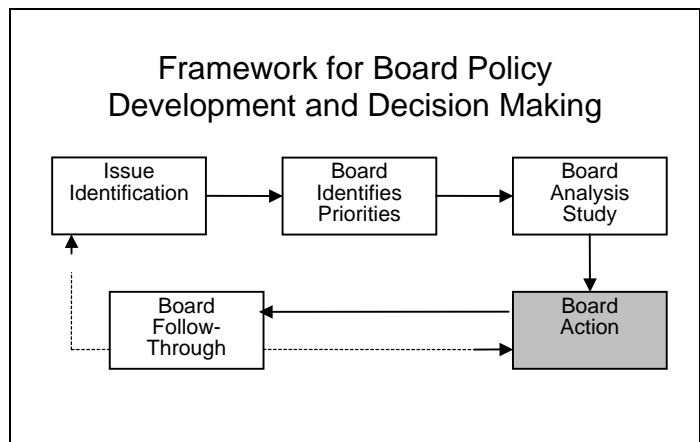 Framework for Board Policy
Development and Decision Making
Issue
Identification
Board
Identifies
Priorities
Board
Analysis
Study
Board
Follow-
Through
Board
Action